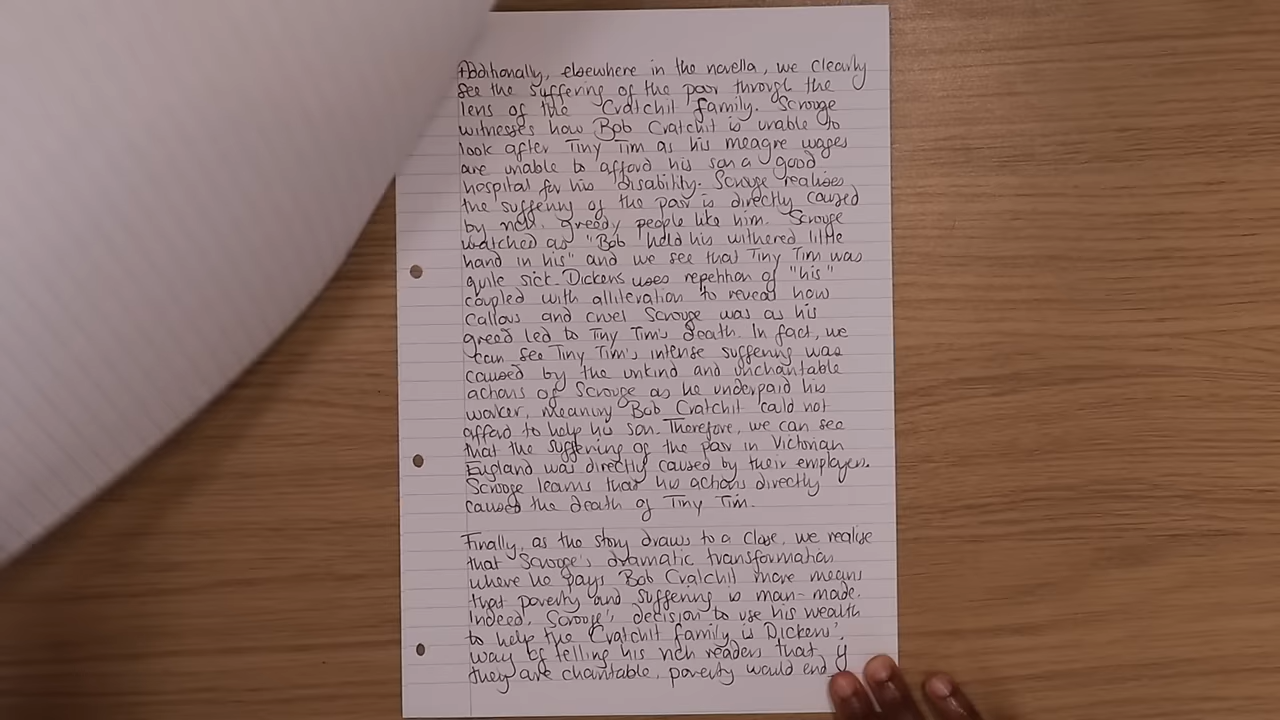 Additionally, elsewhere in the novella, we clearly
see the suffering of the poor through the
lens of the Cratchit family. Scrooge
witnesses how Bob Cratchit is unable to
look after Tiny Tim as his meagre wages
are unable to afford his son a good
hospital for his disability. Scrooge realises
the suffering of the poor is directly caused
by rich, greedy people like him. Scrooge
watched as "Bob held his withered little
hand in his" and we see that Tiny Tim was
quite sick. Dickens uses repetition of "his"
coupled with alliteration to reveal how
callous and cruel Scrooge was as his
greed led to Tiny Tim's death. In fact, we
can see Tiny Tim's intense suffering was
caused by the unkind and uncharitable
actions of Scrooge as he underpaid his
worker, meaning Bob Cratchit could not
afford to help his son. Therefore, we can see
that the suffering of the poor in Victorian
England was directly caused by their employers.
Scrooge learns that his actions directly
caused the death of Tiny Tim.
Finally, as the story draws to a close, we realise
that Scrooge's dramatic transformation
where he pays Bob Cratchit more means
that poverty and suffering is man-made.
Indeed, Scrooge's decision to use his wealth
to help the Cratchit family is Dickens'
way of telling his rich readers that if
they are charitable, poverty would end